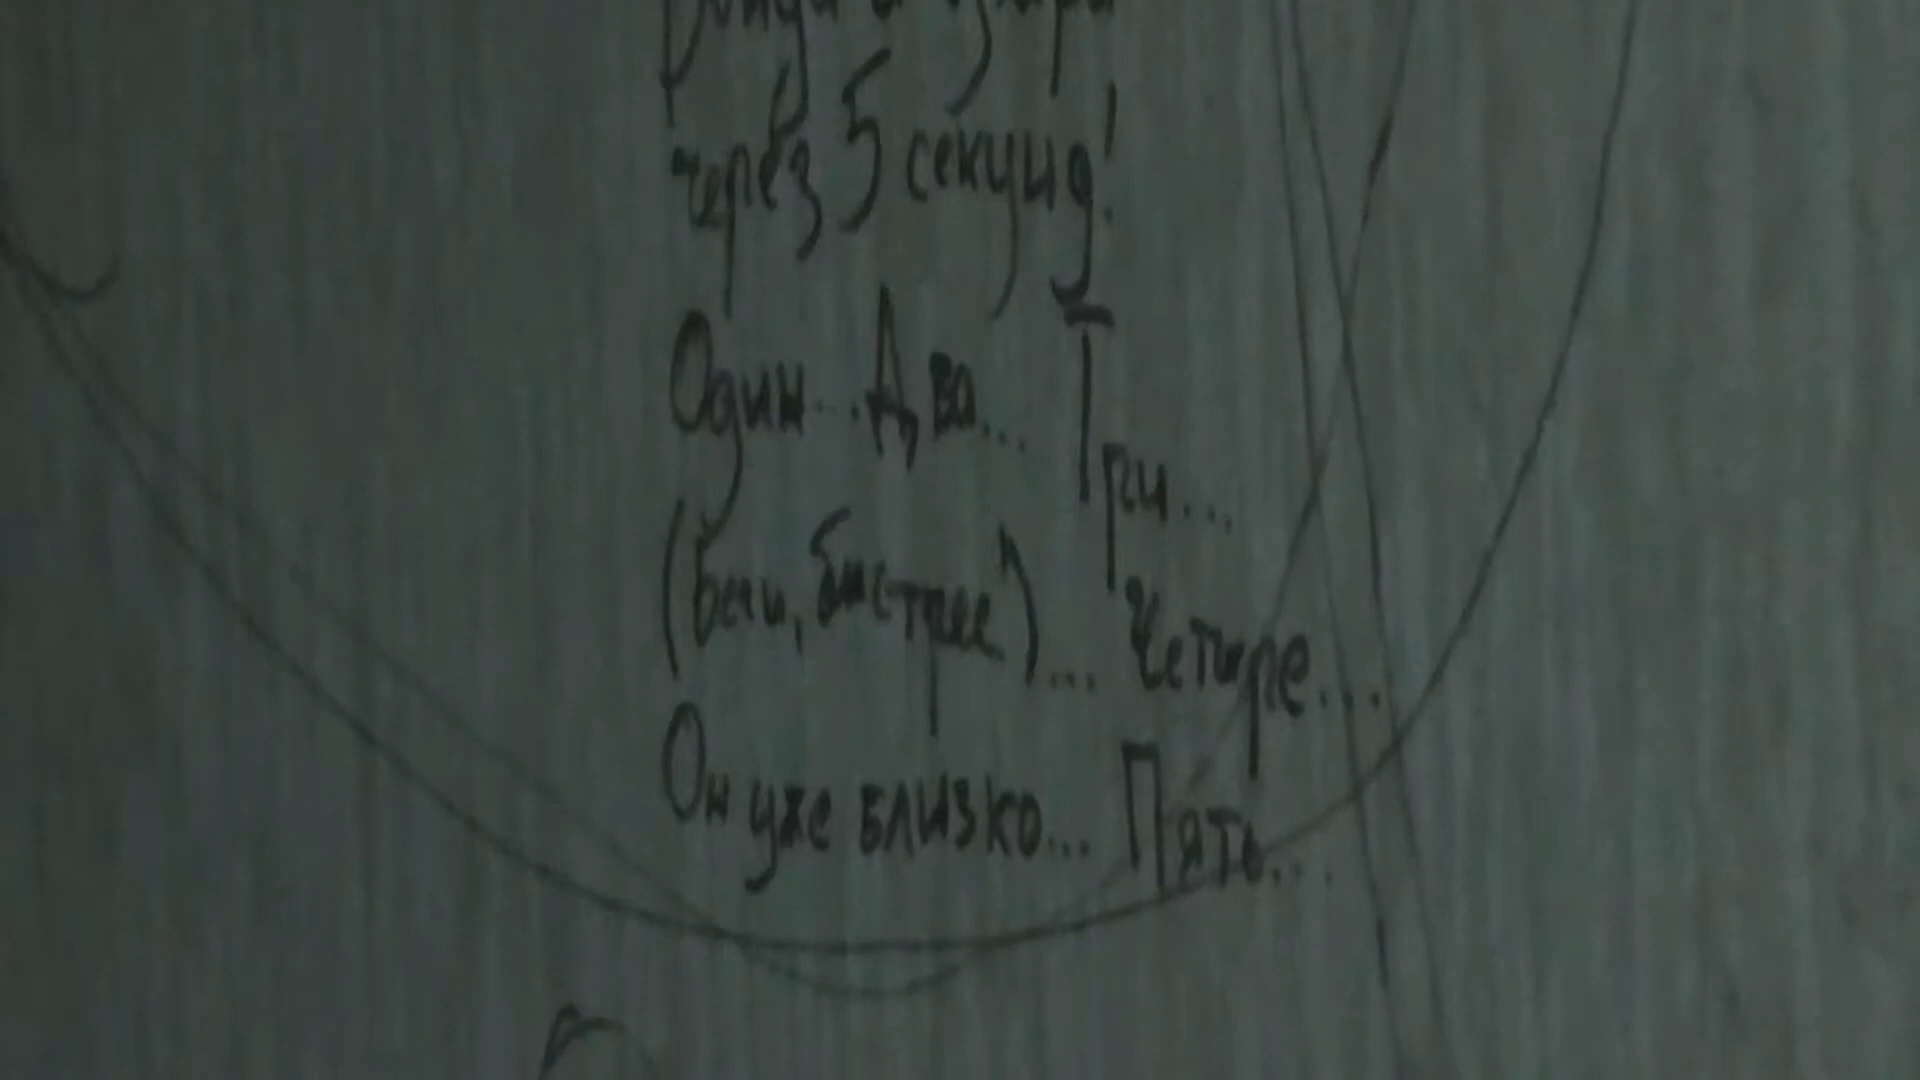 через 5 секунд!
Один... Два... Три...
(Беги, быстрее)... Четыре...
Он уже близко... Пять...